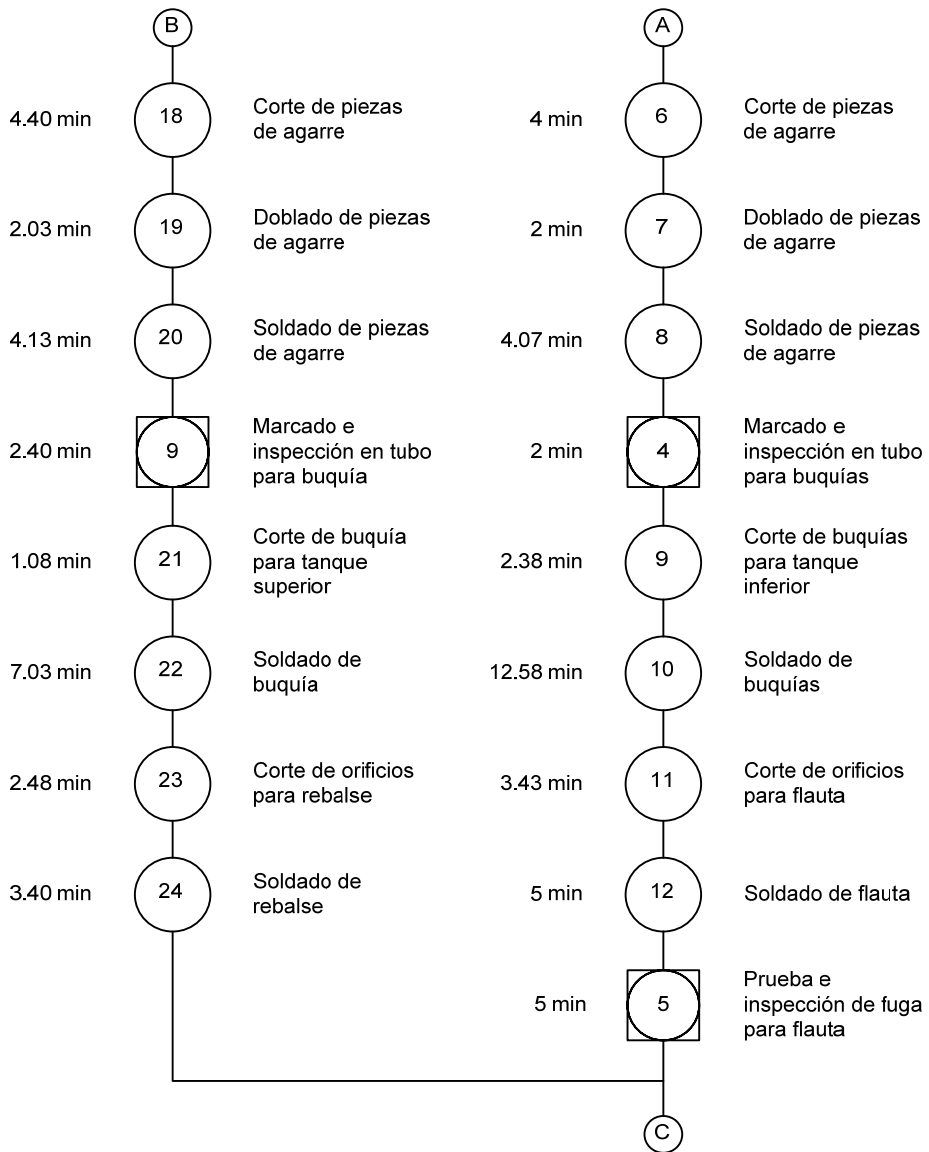 B
A
4.40 min
18
Corte de piezas
de agarre
4 min
6
Corte de piezas
de agarre
2.03 min
19
Doblado de piezas
de agarre
2 min
7
Doblado de piezas
de agarre
4.13 min
20
Soldado de piezas
de agarre
4.07 min
8
Soldado de piezas
de agarre
2.40 min
9
Marcado e
inspección en tubo
para buquía
2 min
4
Marcado e
inspección en tubo
para buquías
1.08 min
21
Corte de buquía
para tanque
superior
2.38 min
9
Corte de buquías
para tanque
inferior
7.03 min
22
Soldado de
buquía
12.58 min
10
Soldado de
buquías
2.48 min
23
Corte de orificios
para rebalse
3.43 min
11
Corte de orificios
para flauta
3.40 min
24
Soldado de
rebalse
5 min
12
Soldado de flauta
5 min
5
Prueba e
inspección de fuga
para flauta
C